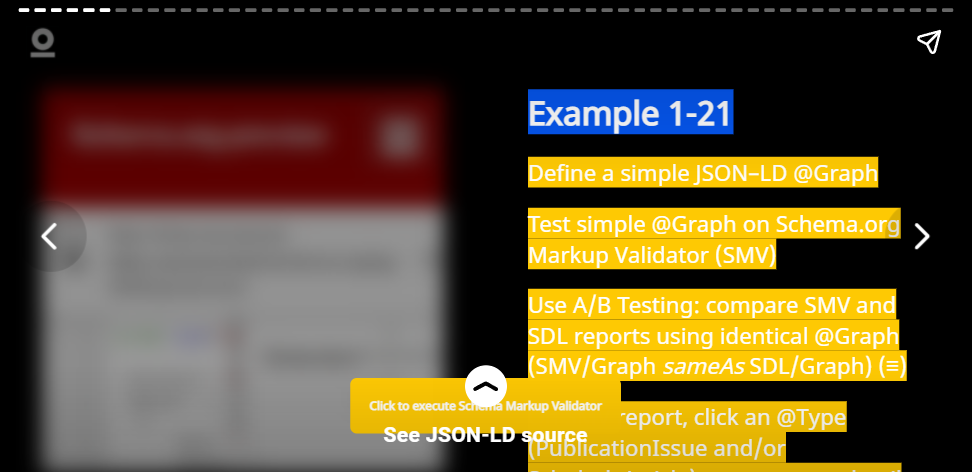 Example 1-21
Define a simple JSON–LD @Graph
Test simple @Graph on Schema.org
Markup Validator (SMV)
Use A/B Testing: compare SMV and
SDL reports using identical @Graph
(SMV/Graph sameAs SDL/Graph) (≡)
report, click an @Type
(PublicationIssue and/or
Click to execute Schema Markup Validator
See JSON-LD source